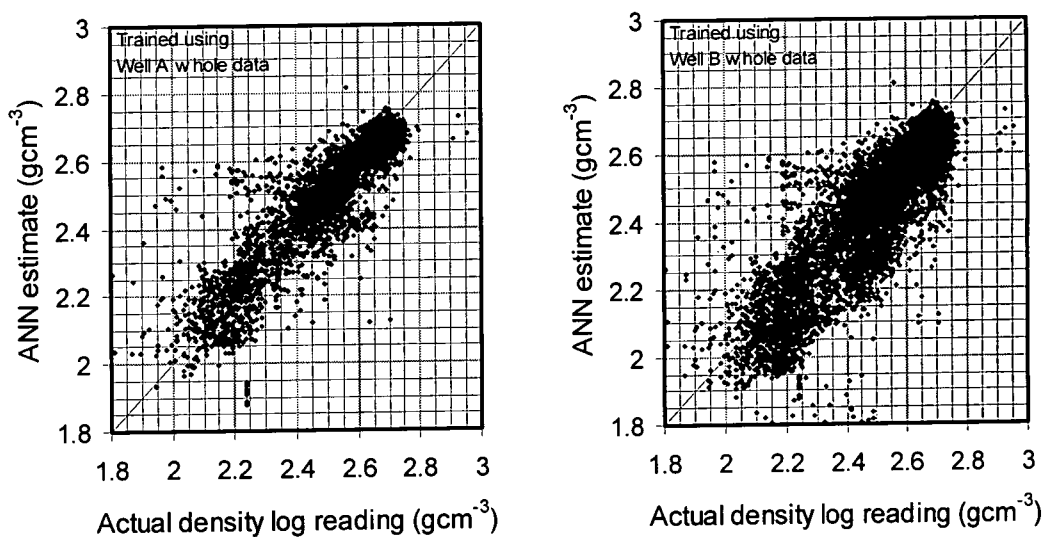 3
Trained using
Well A whole data
2.8
2.6
2.4
2.2
2
1.8
ANN estimate (gcm-3)
1.8 2 2.2 2.4 2.6 2.8 3
Actual density log reading (gcm-3)
3
Trained using
Well B whole data
2.8
2.6
2.4
2.2
2
1.8
ANN estimate (gcm-3)
1.8 2 2.2 2.4 2.6 2.8 3
Actual density log reading (gcm-3)